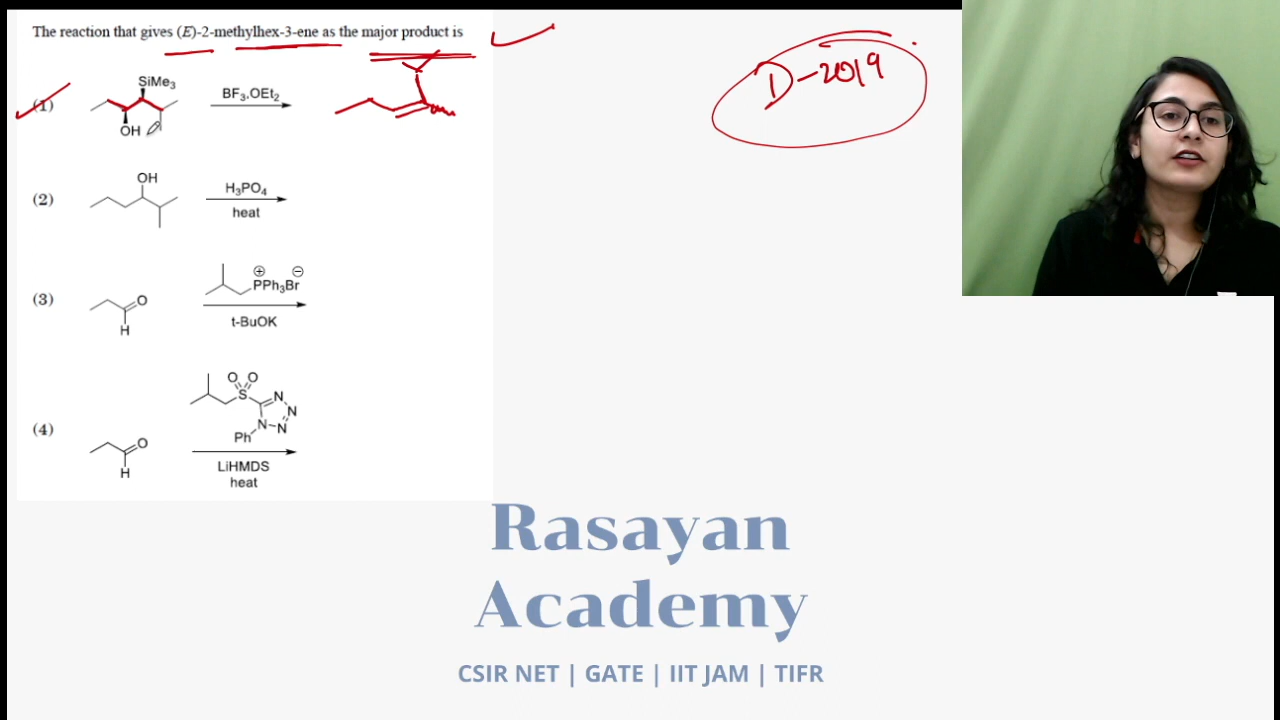 The reaction that gives (E)-2-methylhex-3-ene as the major product is
D-2019
(1)
SiMe3
OH
BF3.OEt2
(2)
OH
H3PO4
heat
(3)
O
H
⊕ ⊖
PPh3Br
t-BuOK
(4)
O
H
O O
S
N
N
N
N
Ph
LiHMDS
heat
Rasayan
Academy
CSIR NET | GATE | IIT JAM | TIFR